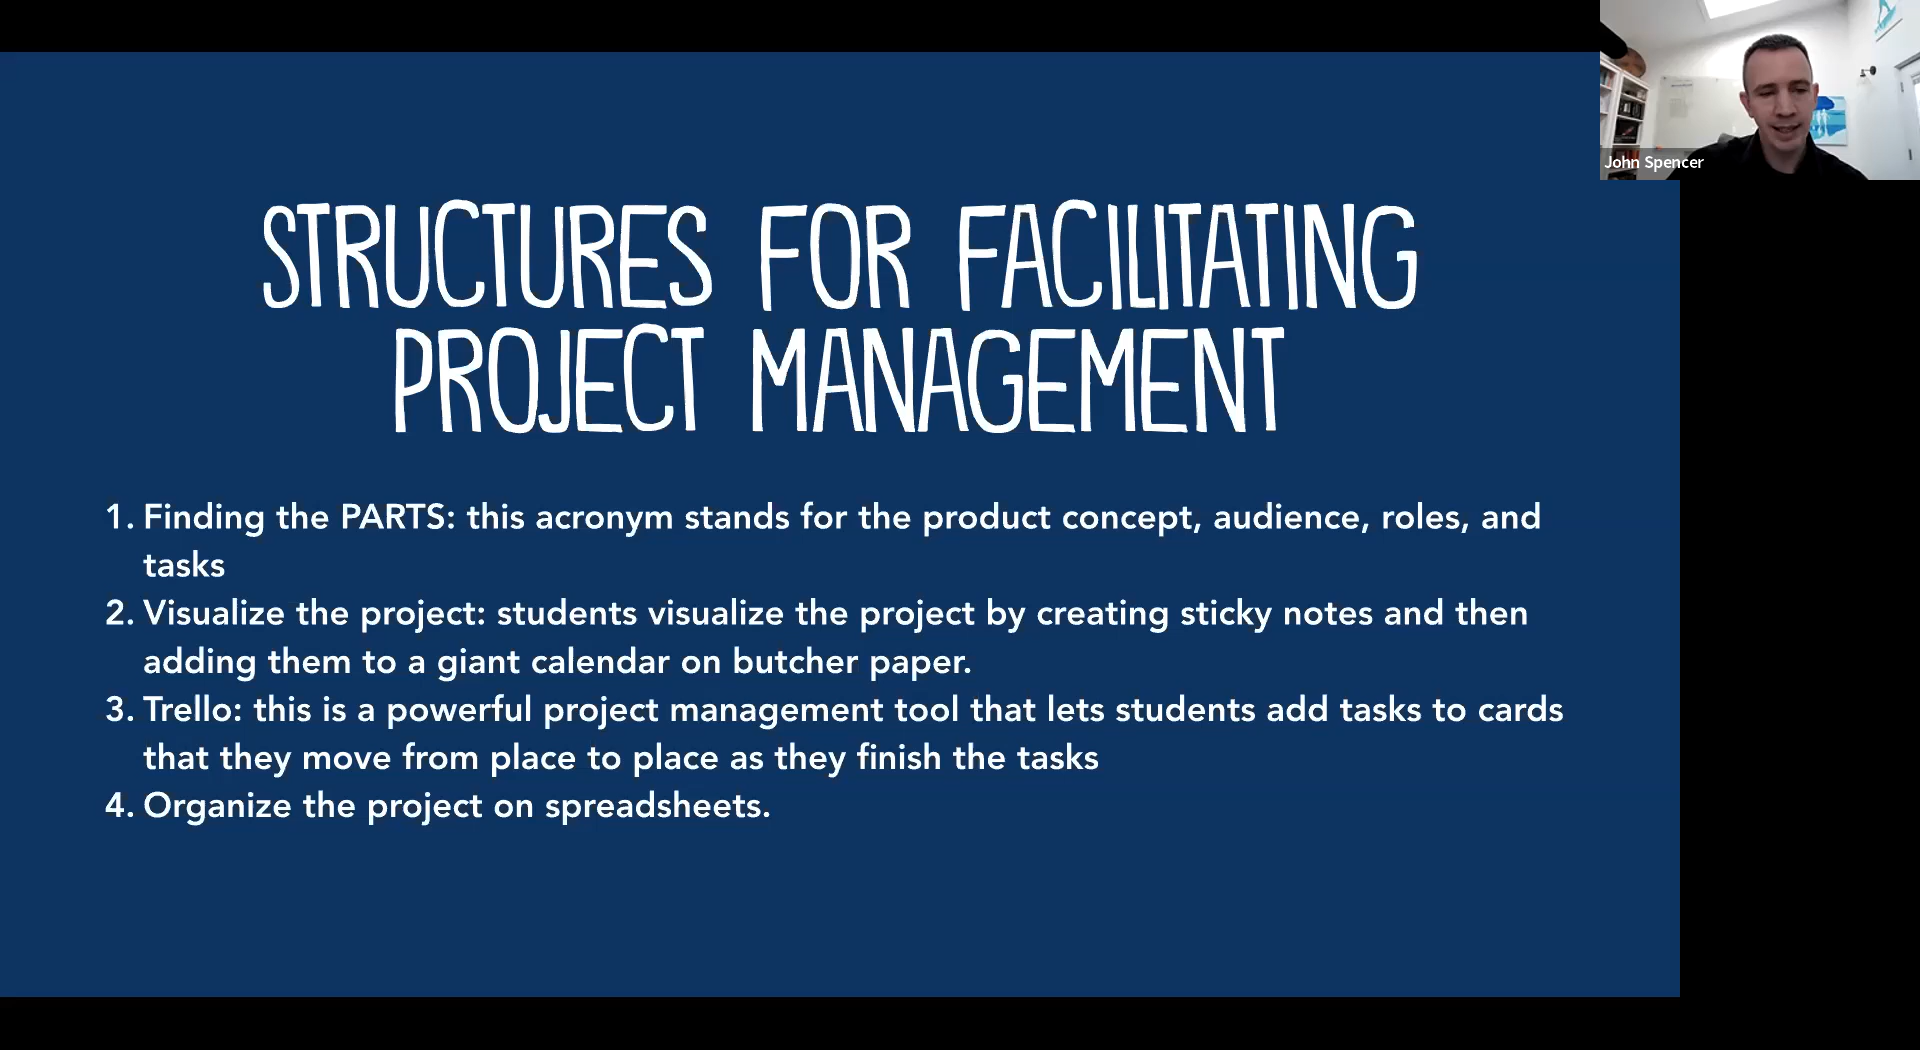 John Spencer
STRUCTURES FOR FACILITATING
PROJECT MANAGEMENT
1. Finding the PARTS: this acronym stands for the product concept, audience, roles, and
tasks
2. Visualize the project: students visualize the project by creating sticky notes and then
adding them to a giant calendar on butcher paper.
3. Trello: this is a powerful project management tool that lets students add tasks to cards
that they move from place to place as they finish the tasks
4. Organize the project on spreadsheets.